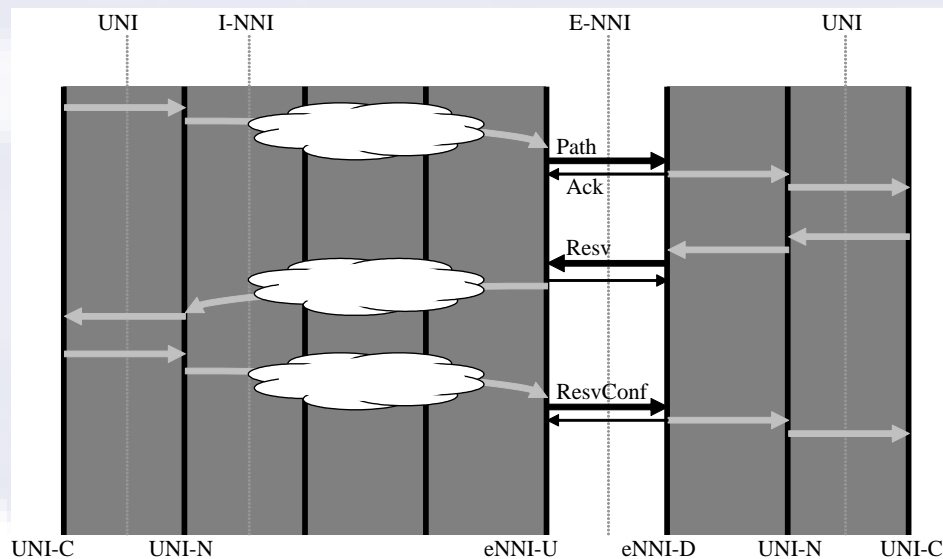 UNI I-NNI E-NNI UNI
Path
Ack
Resv
ResvConf
UNI-C UNI-N eNNI-U eNNI-D UNI-N UNI-C